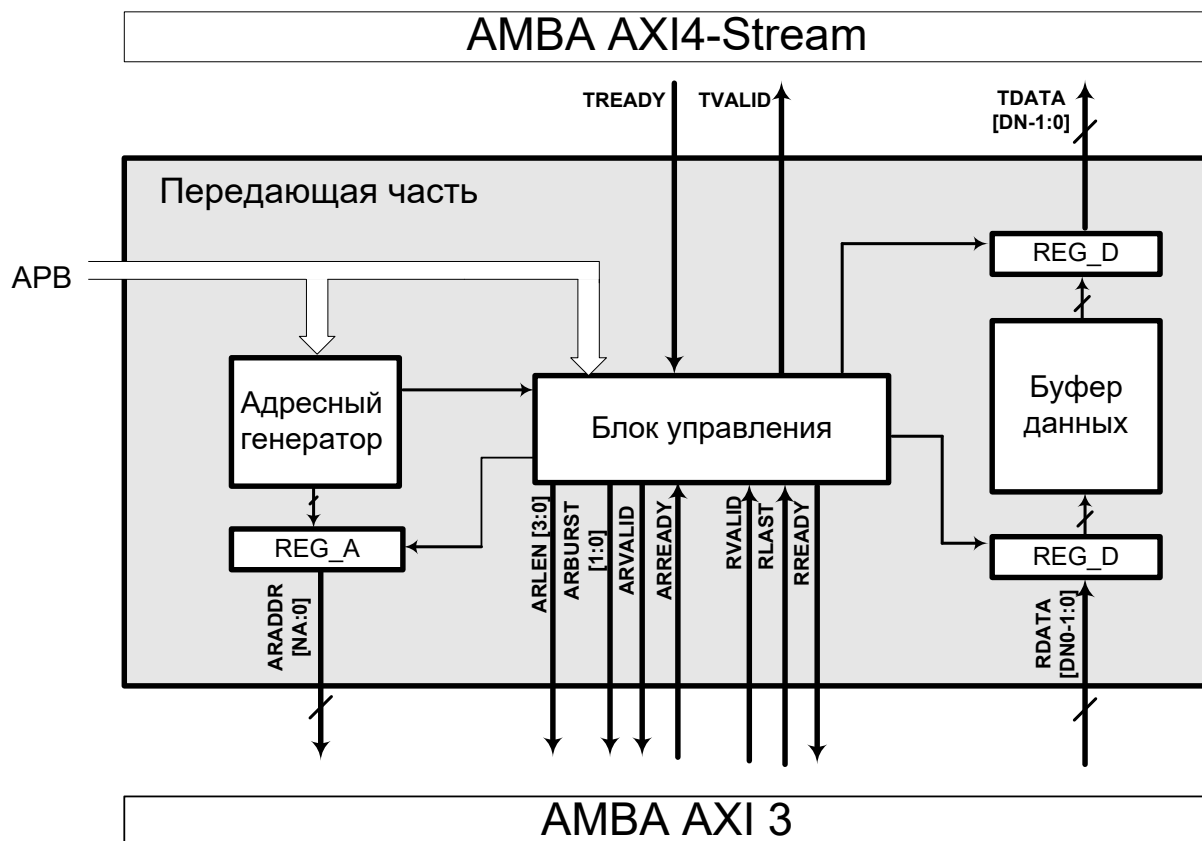 AMBA AXI4-Stream
TREADY
TVALID
TDATA
[DN-1:0]
Передающая часть
APB
REG_D
Адресный
генератор
Блок управления
Буфер
данных
REG_A
REG_D
ARADDR
[NA:0]
ARLEN [3:0]
ARBURST
[1:0]
ARVALID
ARREADY
RVALID
RLAST
RREADY
RDATA
[DN0-1:0]
AMBA AXI 3